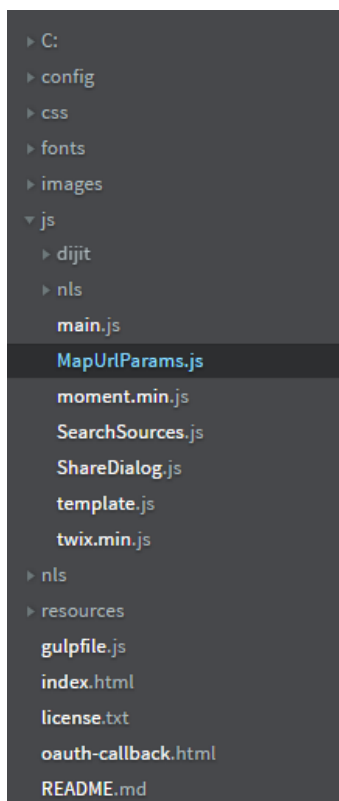 C:
config
css
fonts
images
js
dijit
nls
main.js
MapUrlParams.js
moment.min.js
SearchSources.js
ShareDialog.js
template.js
twix.min.js
nls
resources
gulpfile.js
index.html
license.txt
oauth-callback.html
README.md